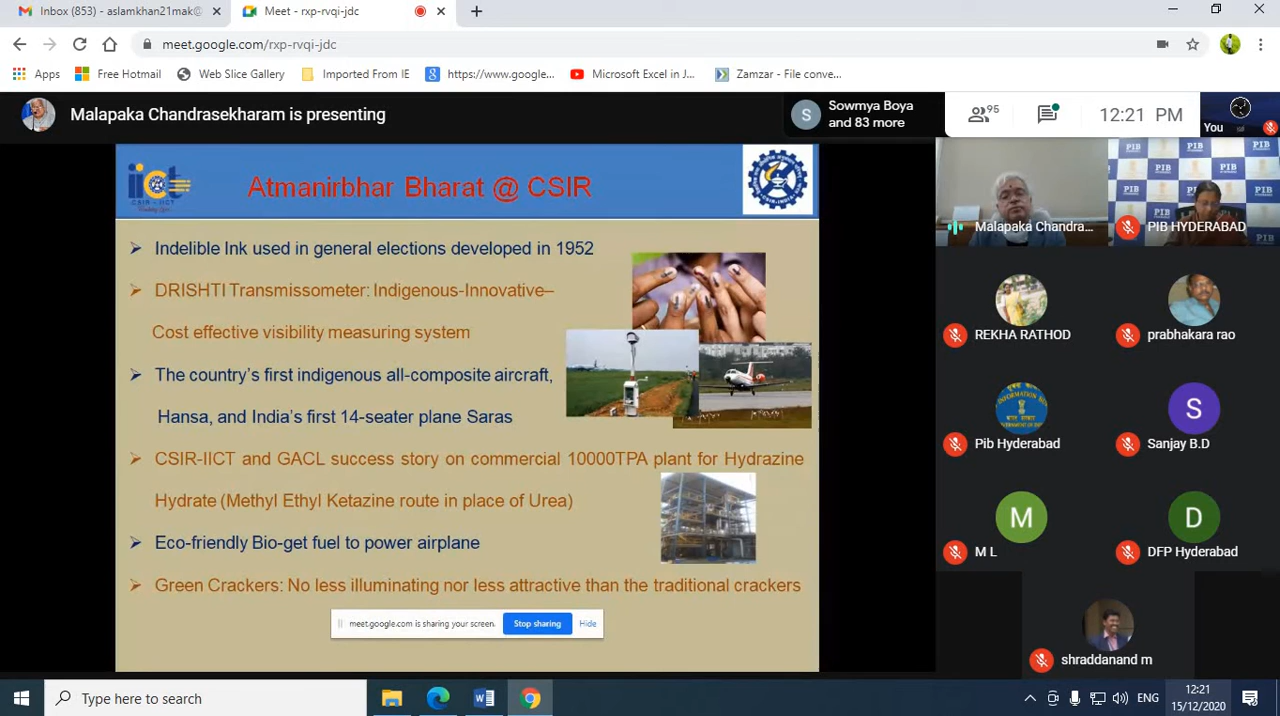 Inbox (853) - aslamkhan21mak@
Meet - rxp-rvqi-jdc
meet.google.com/rxp-rvqi-jdc
Apps
Free Hotmail
Web Slice Gallery
Imported From IE
https://www.google...
Microsoft Excel in J...
Zamzar - File conve...
Malapaka Chandrasekharam is presenting
S
Sowmya Boya
and 83 more
95
12:21 PM
You
CSIR-IICT
Atmanirbhar Bharat @ CSIR
Indelible Ink used in general elections developed in 1952
DRISHTI Transmissometer: Indigenous-Innovative–
Cost effective visibility measuring system
The country's first indigenous all-composite aircraft,
Hansa, and India's first 14-seater plane Saras
CSIR-IICT and GACL success story on commercial 10000TPA plant for Hydrazine
Hydrate (Methyl Ethyl Ketazine route in place of Urea)
Eco-friendly Bio-get fuel to power airplane
Green Crackers: No less illuminating nor less attractive than the traditional crackers
meet.google.com is sharing your screen.
Stop sharing
Hide
Malapaka Chandra...
PIB
PIB
PIB
PIB HYDERABAD
REKHA RATHOD
prabhakara rao
Pib Hyderabad
S
Sanjay B.D
M
M L
D
DFP Hyderabad
shraddanand m
Type here to search
ENG
12:21
15/12/2020